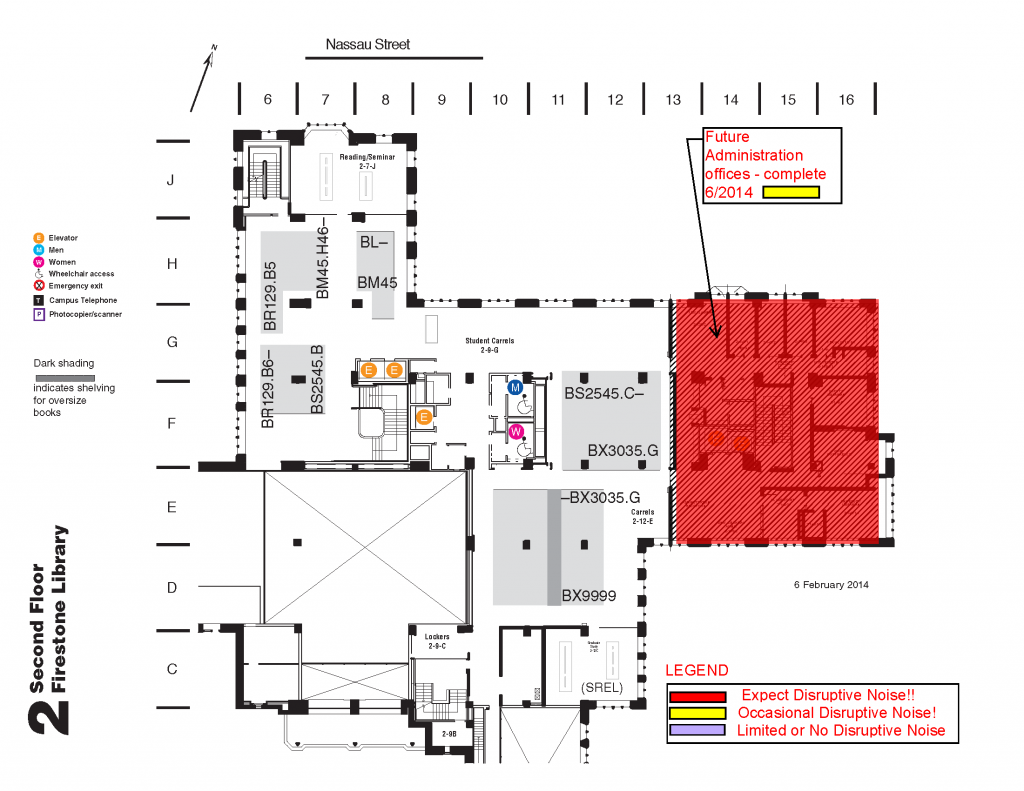 Nassau Street
N
6 7 8 9 10 11 12 13 14 15 16
Future
Administration
offices - complete
6/2014
J
H
G
F
E
D
C
Reading/Seminar
2-7-J
E Elevator
M Men
W Women
Wheelchair access
Emergency exit
T Campus Telephone
P Photocopier/scanner
BR129.B5
BM45.H46–
BL–
BM45
Student Carrels
2-9-G
Dark shading
indicates shelving
for oversize
books
BR129.B6–
BS2545.B
E
E
E
M
W
BS2545.C–
BX3035.G
E
E
–BX3035.G
Carrels
2-12-E
BX9999
6 February 2014
2 Second Floor
Firestone Library
Lockers
2-9-C
(SREL)
2-9B
LEGEND
Expect Disruptive Noise!!
Occasional Disruptive Noise!
Limited or No Disruptive Noise